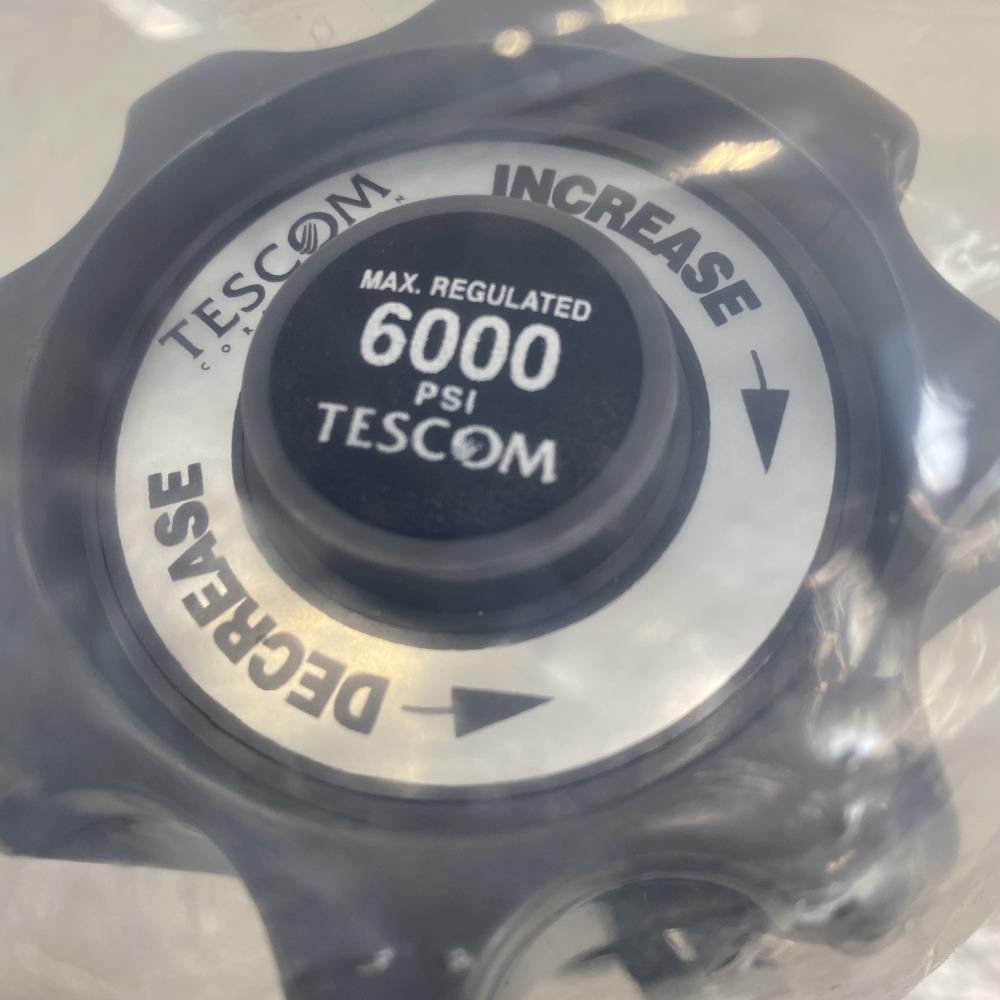 TESCOM
INCREASE
MAX. REGULATED
6000
PSI
TESCOM
DECREASE